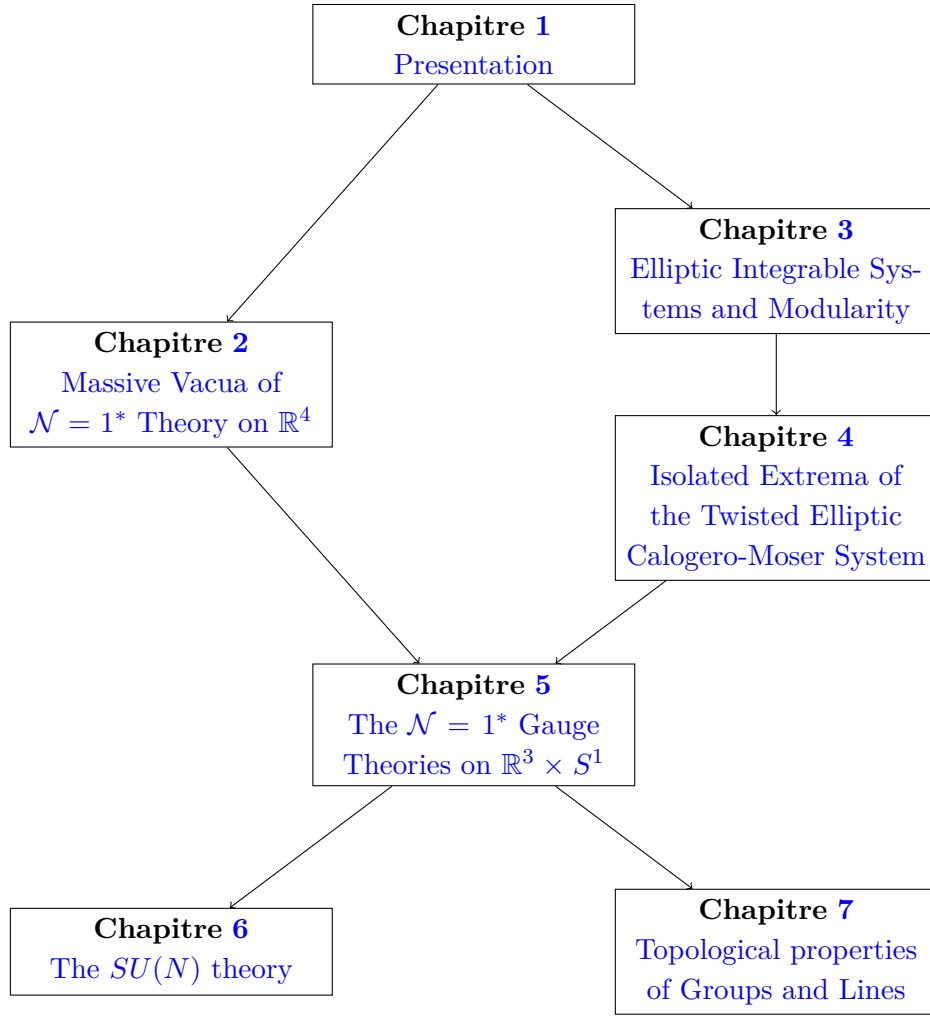 Chapitre 1
Presentation
Chapitre 3
Elliptic Integrable Sys-
tems and Modularity
Chapitre 2
Massive Vacua of
𝒩 = 1* Theory on ℝ⁴
Chapitre 4
Isolated Extrema of
the Twisted Elliptic
Calogero-Moser System
Chapitre 5
The 𝒩 = 1* Gauge
Theories on ℝ³ × S¹
Chapitre 6
The SU(N) theory
Chapitre 7
Topological properties
of Groups and Lines